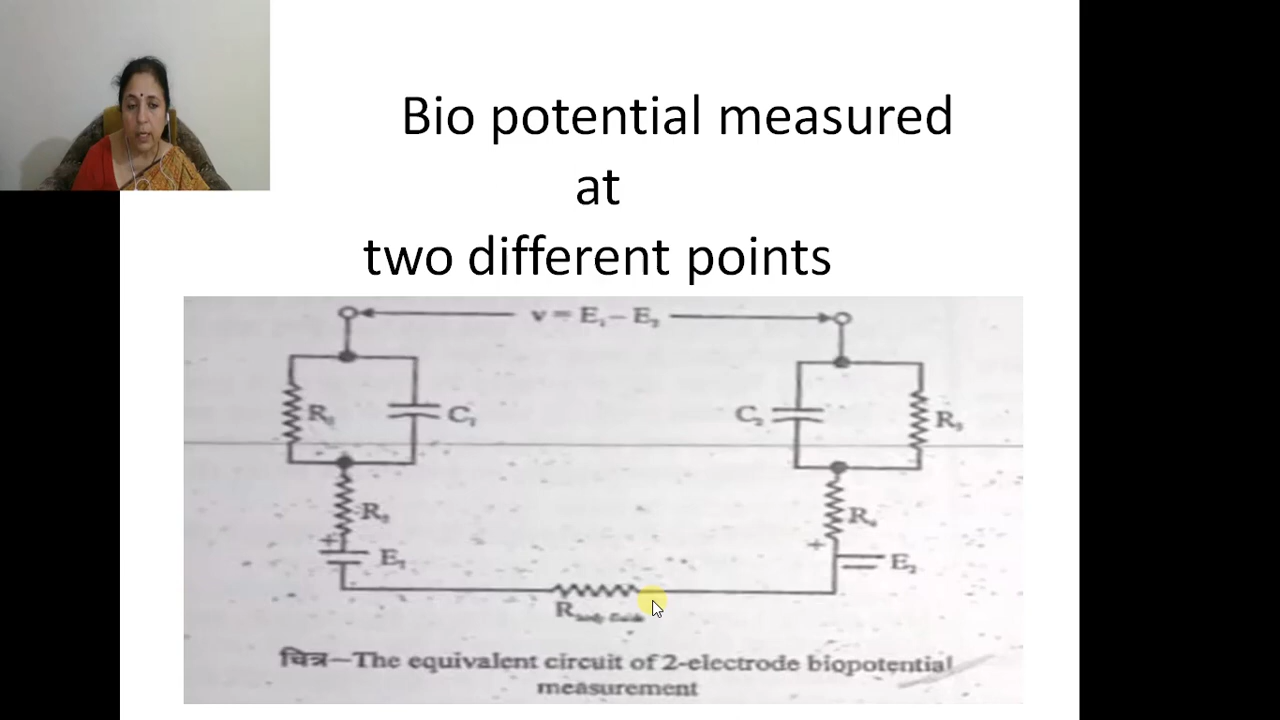 Bio potential measured
at
two different points
v = E₁ – E₂
R₁
C₁
C₂
R₃
R₂
R₄
+
E₁
+
E₂
R
चित्र—The equivalent circuit of 2-electrode biopotential
measurement